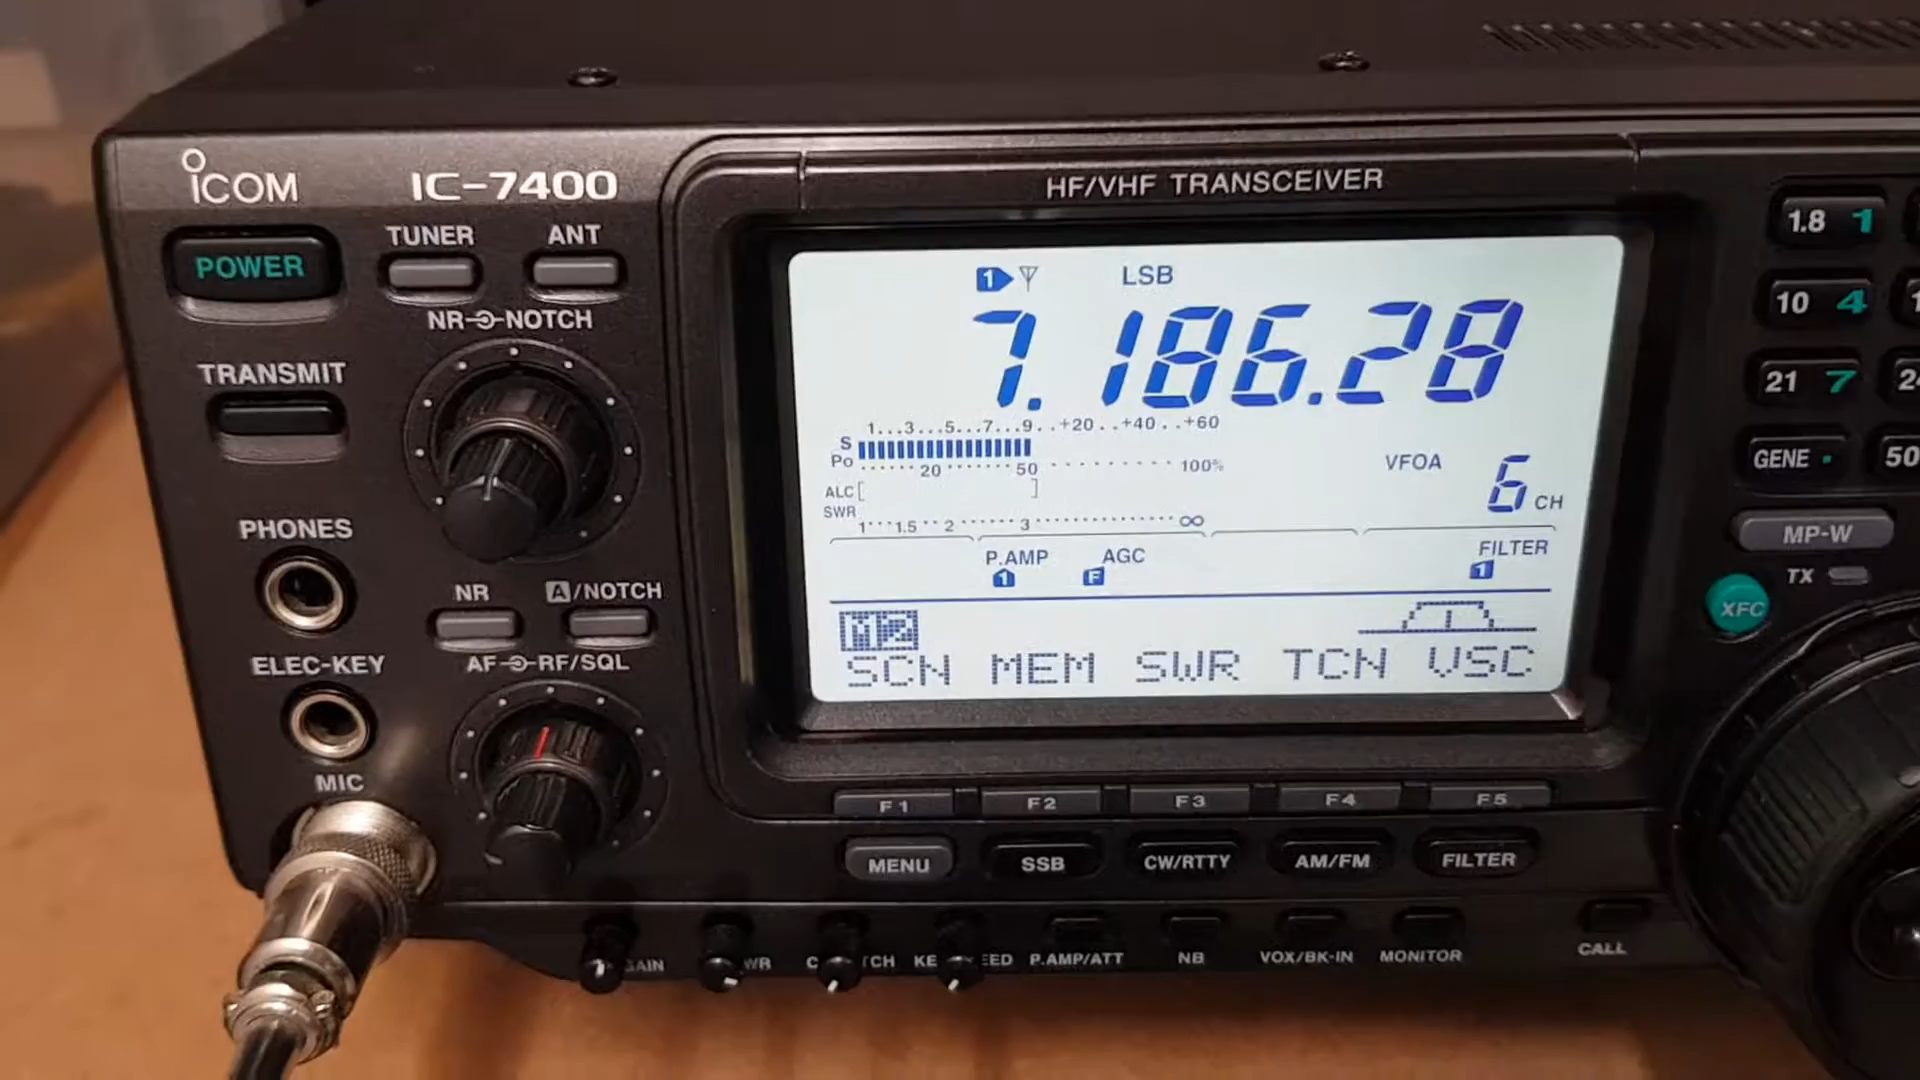 ICOM IC-7400
HF/VHF TRANSCEIVER
TUNER ANT
POWER
NR NOTCH
TRANSMIT
PHONES
NR A/NOTCH
AF RF/SQL
ELEC-KEY
MIC
1 LSB
7.186.28
1...3...5...7...9..+20..+40..+60
S
Po 20 50 100%
VFOA 6 CH
ALC
SWR
1 1.5 2 3 ∞
P.AMP AGC FILTER
1 F 1
M2
SCN MEM SWR TCN VSC
F1 F2 F3 F4 F5
MENU SSB CW/RTTY AM/FM FILTER
P.AMP/ATT NB VOX/BK-IN MONITOR CALL
1.8 1
10 4
21 7
GENE · 50
MP-W
TX
XFC